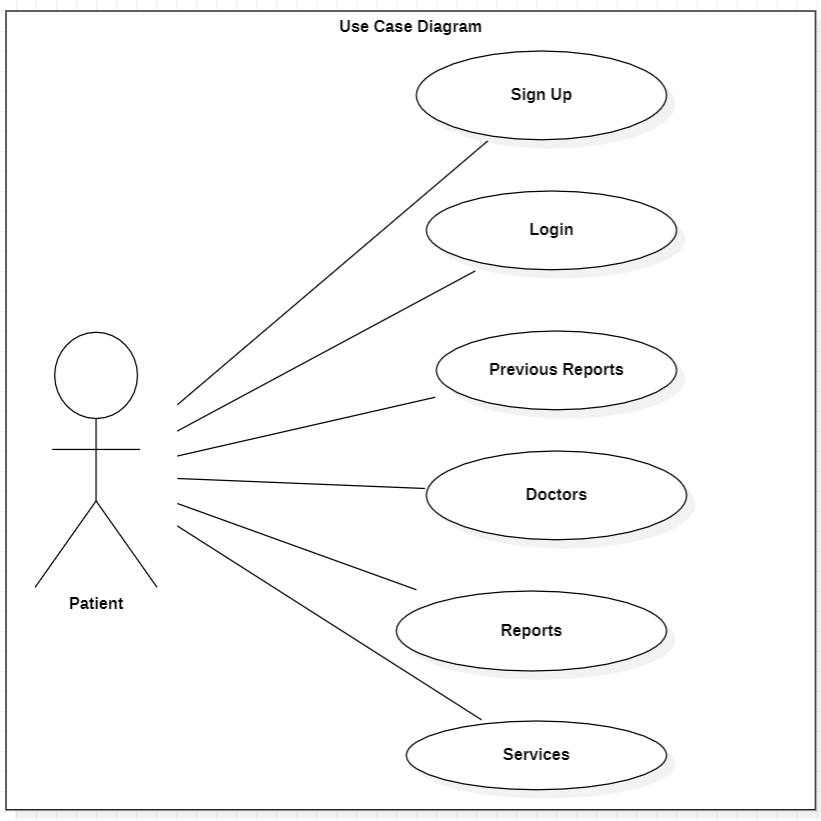 Use Case Diagram
Sign Up
Login
Previous Reports
Doctors
Patient
Reports
Services